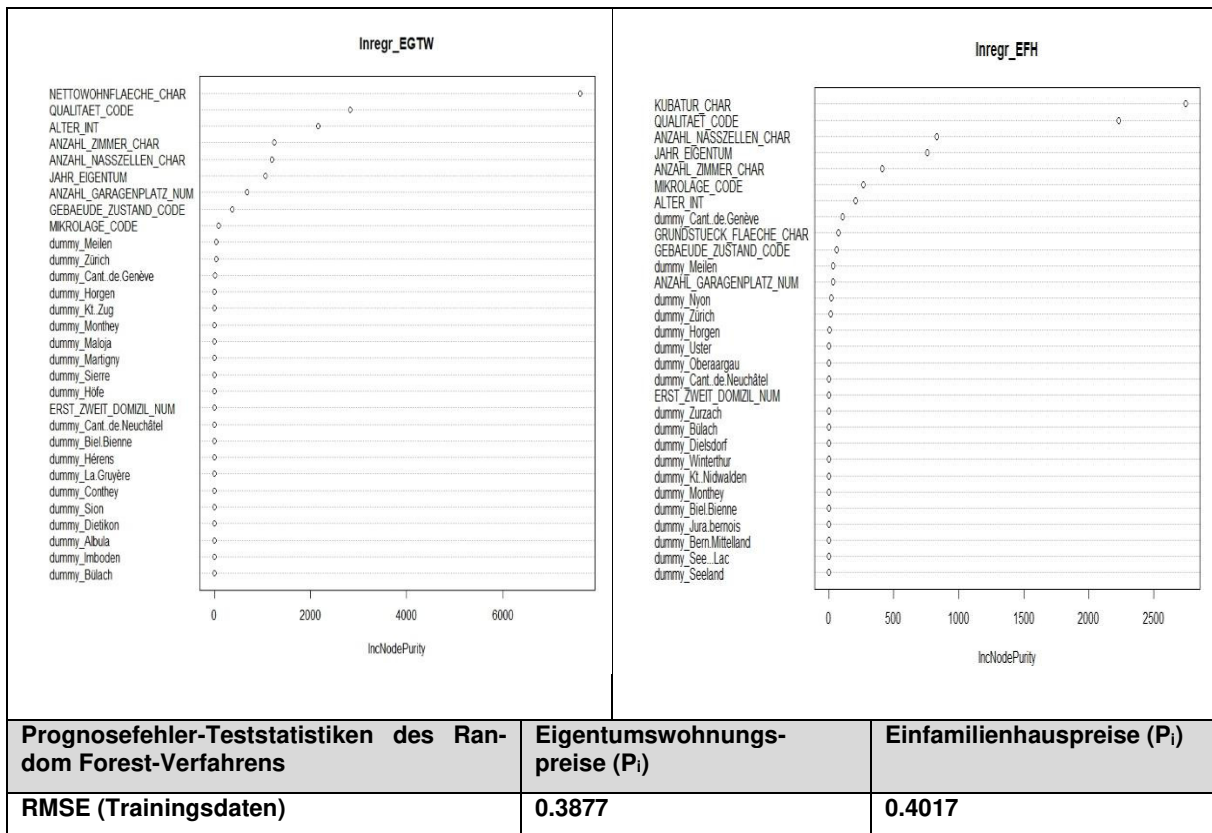 lnregr_EGTW
NETTOWOHNFLAECHE_CHAR
QUALITAET_CODE
ALTER_INT
ANZAHL_ZIMMER_CHAR
ANZAHL_NASSZELLEN_CHAR
JAHR_EIGENTUM
ANZAHL_GARAGENPLATZ_NUM
GEBAEUDE_ZUSTAND_CODE
MIKROLAGE_CODE
dummy_Meilen
dummy_Zürich
dummy_Cant..de.Genève
dummy_Horgen
dummy_Kt..Zug
dummy_Monthey
dummy_Maloja
dummy_Martigny
dummy_Sierre
dummy_Höfe
ERST_ZWEIT_DOMIZIL_NUM
dummy_Cant..de.Neuchâtel
dummy_Biel.Bienne
dummy_Hérens
dummy_La.Gruyère
dummy_Conthey
dummy_Sion
dummy_Dietikon
dummy_Albula
dummy_Imboden
dummy_Bülach
0 2000 4000 6000
IncNodePurity
lnregr_EFH
KUBATUR_CHAR
QUALITAET_CODE
ANZAHL_NASSZELLEN_CHAR
JAHR_EIGENTUM
ANZAHL_ZIMMER_CHAR
MIKROLAGE_CODE
ALTER_INT
dummy_Cant..de.Genève
GRUNDSTUECK_FLAECHE_CHAR
GEBAEUDE_ZUSTAND_CODE
dummy_Meilen
ANZAHL_GARAGENPLATZ_NUM
dummy_Nyon
dummy_Zürich
dummy_Horgen
dummy_Uster
dummy_Oberaargau
dummy_Cant..de.Neuchâtel
ERST_ZWEIT_DOMIZIL_NUM
dummy_Zurzach
dummy_Bülach
dummy_Dielsdorf
dummy_Winterthur
dummy_Kt..Nidwalden
dummy_Monthey
dummy_Biel.Bienne
dummy_Jura.bernois
dummy_Bern.Mittelland
dummy_See...Lac
dummy_Seeland
0 500 1000 1500 2000 2500
IncNodePurity
Prognosefehler-Teststatistiken des Ran-
dom Forest-Verfahrens
Eigentumswohnungs-
preise (Pi)
Einfamilienhauspreise (Pi)
RMSE (Trainingsdaten) 0.3877 0.4017